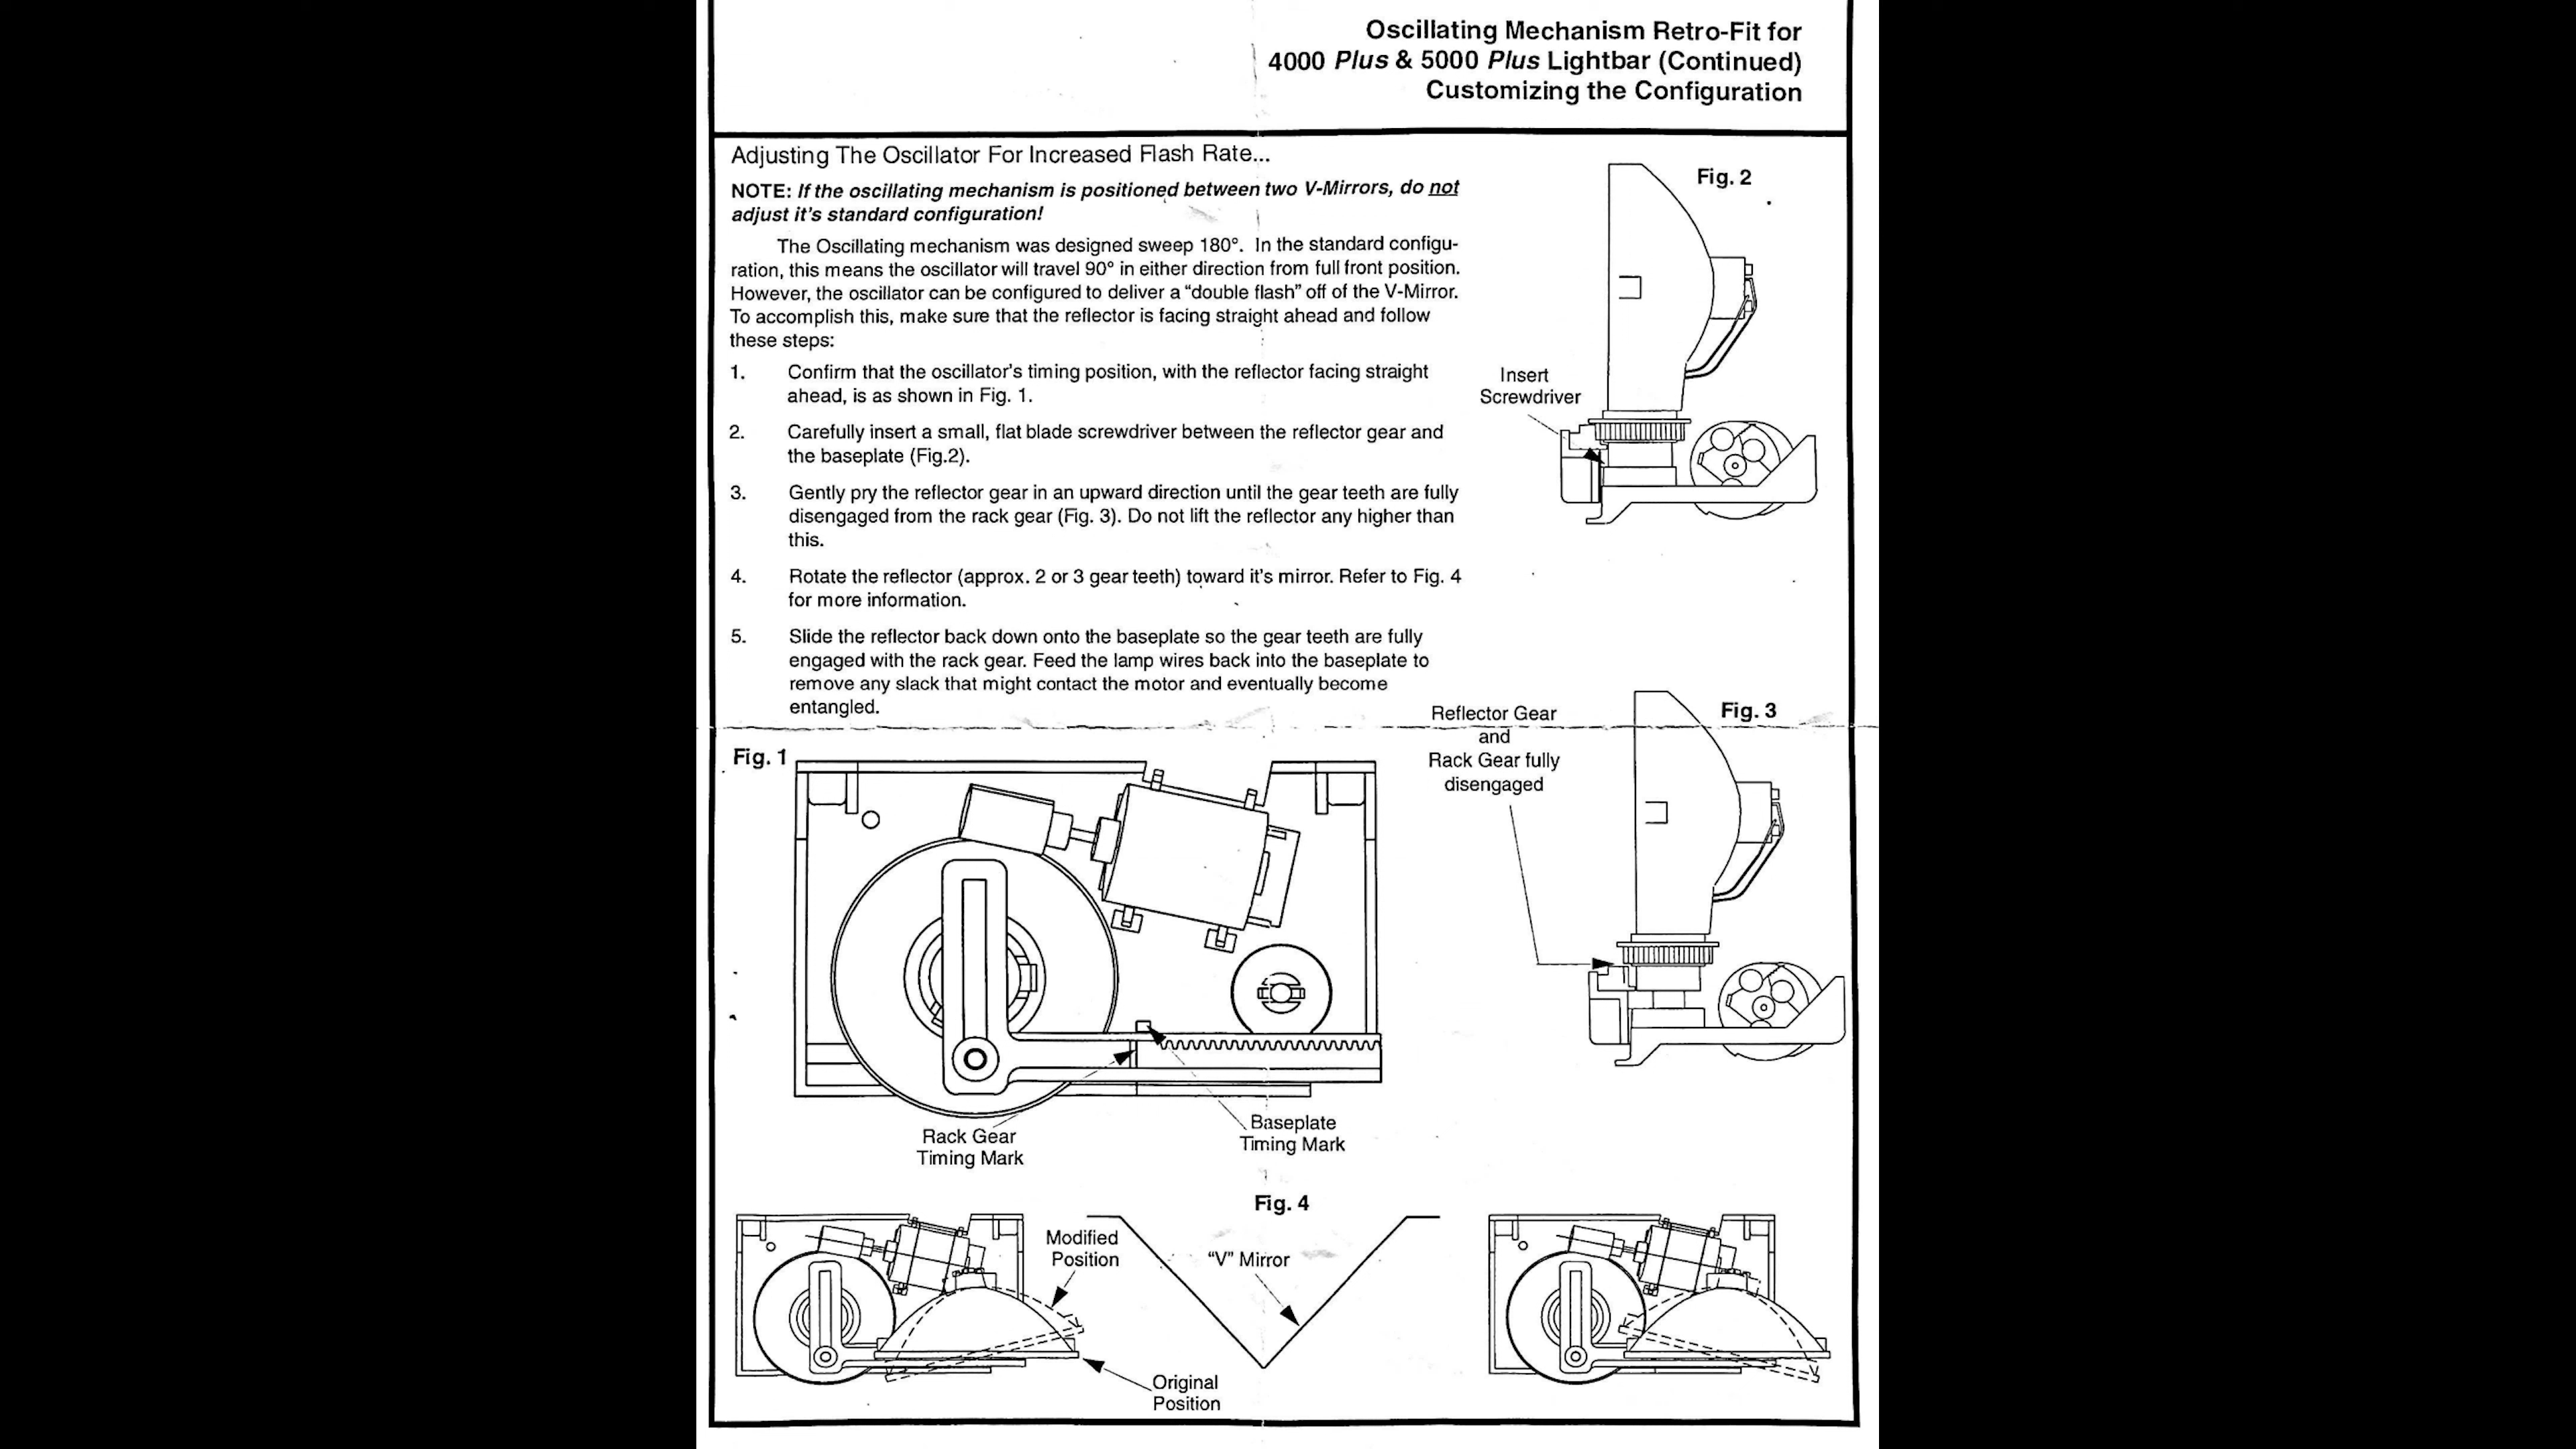 Oscillating Mechanism Retro-Fit for
4000 Plus & 5000 Plus Lightbar (Continued)
Customizing the Configuration
Adjusting The Oscillator For Increased Flash Rate...
NOTE: If the oscillating mechanism is positioned between two V-Mirrors, do not
adjust it's standard configuration!
The Oscillating mechanism was designed sweep 180°. In the standard configu-
ration, this means the oscillator will travel 90° in either direction from full front position.
However, the oscillator can be configured to deliver a “double flash” off of the V-Mirror.
To accomplish this, make sure that the reflector is facing straight ahead and follow
these steps:
1. Confirm that the oscillator's timing position, with the reflector facing straight
ahead, is as shown in Fig. 1.
2. Carefully insert a small, flat blade screwdriver between the reflector gear and
the baseplate (Fig.2).
3. Gently pry the reflector gear in an upward direction until the gear teeth are fully
disengaged from the rack gear (Fig. 3). Do not lift the reflector any higher than
this.
4. Rotate the reflector (approx. 2 or 3 gear teeth) toward it's mirror. Refer to Fig. 4
for more information.
5. Slide the reflector back down onto the baseplate so the gear teeth are fully
engaged with the rack gear. Feed the lamp wires back into the baseplate to
remove any slack that might contact the motor and eventually become
entangled.
Fig. 2
Insert
Screwdriver
Fig. 3
Reflector Gear
and
Rack Gear fully
disengaged
Fig. 1
Rack Gear
Timing Mark
Baseplate
Timing Mark
Fig. 4
Modified
Position
“V” Mirror
Original
Position